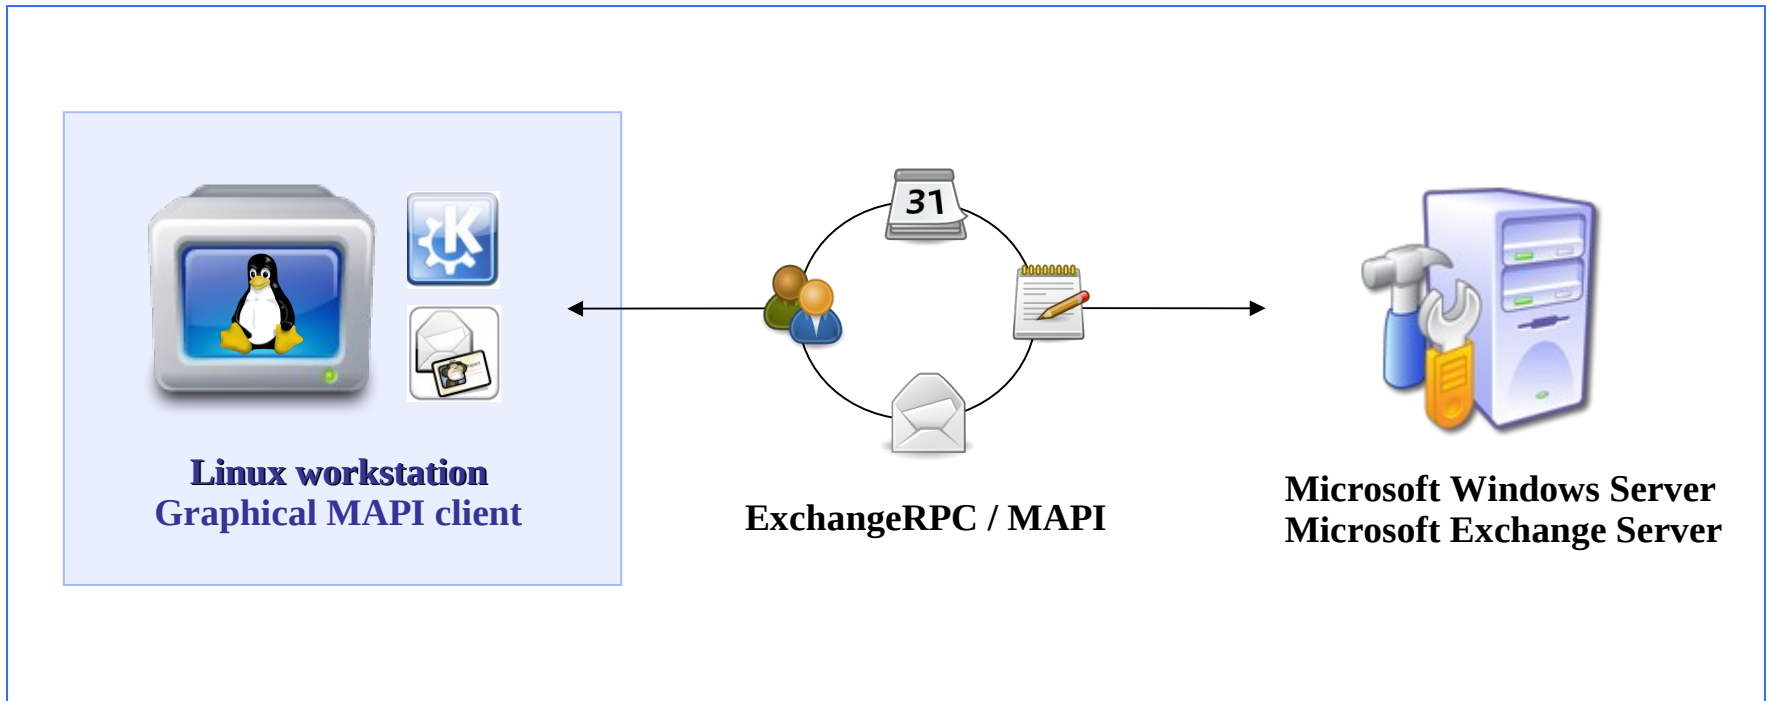 31
K
Linux workstation
Graphical MAPI client
ExchangeRPC / MAPI
Microsoft Windows Server
Microsoft Exchange Server